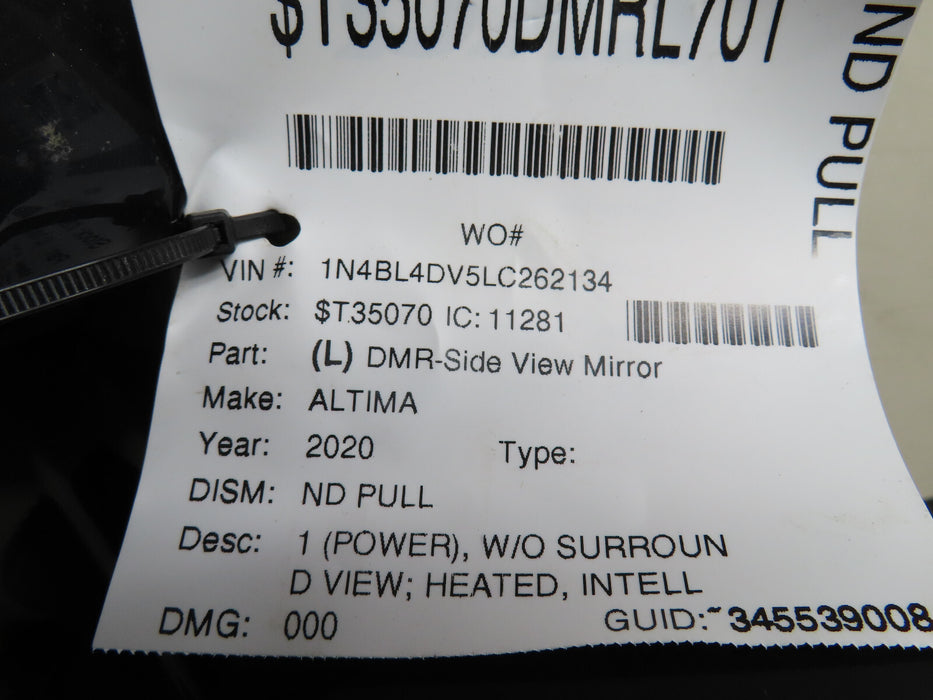 $T35070DMRL701
ND PULL
WO#
VIN #: 1N4BL4DV5LC262134
Stock: $T35070 IC: 11281
Part: (L) DMR-Side View Mirror
Make: ALTIMA
Year: 2020 Type:
DISM: ND PULL
Desc: 1 (POWER), W/O SURROUN
D VIEW; HEATED, INTELL
DMG: 000 GUID:~345539008